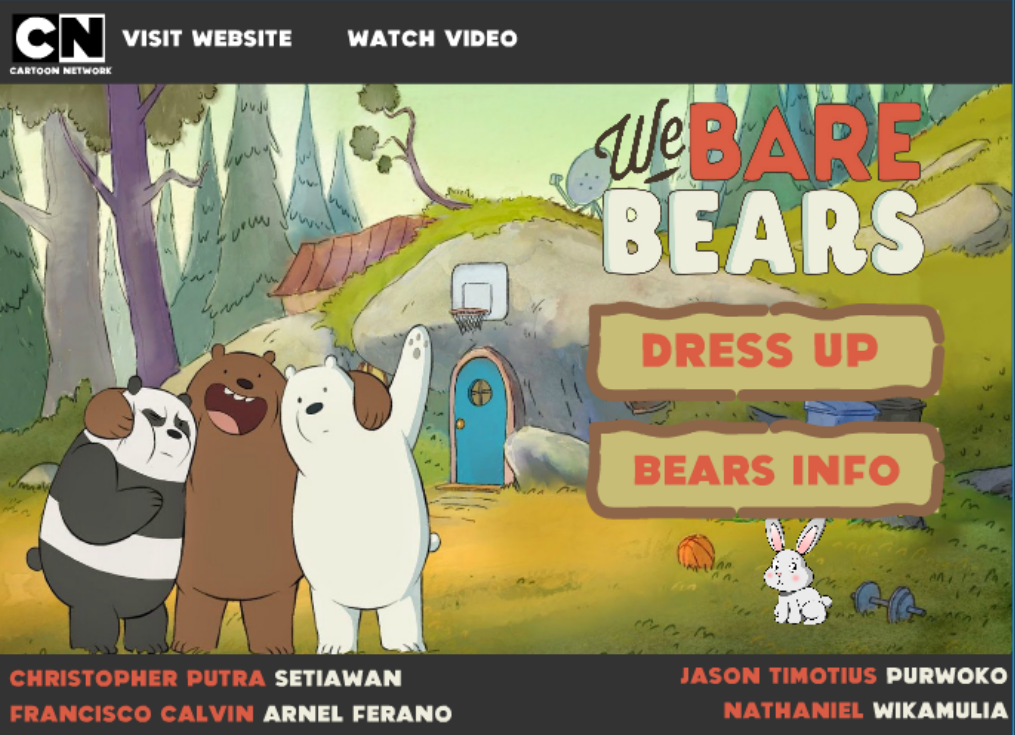 CN
CARTOON NETWORK
VISIT WEBSITE
WATCH VIDEO
We BARE
BEARS
DRESS UP
BEARS INFO
CHRISTOPHER PUTRA SETIAWAN
FRANCISCO CALVIN ARNEL FERANO
JASON TIMOTIUS PURWOKO
NATHANIEL WIKAMULIA